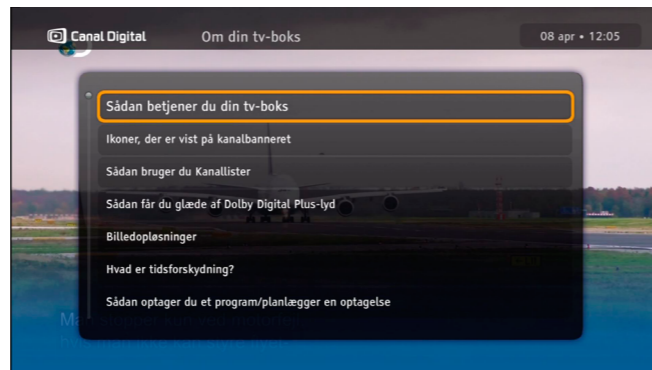 Canal Digital
Om din tv-boks
08 apr • 12:05
Sådan betjener du din tv-boks
Ikoner, der er vist på kanalbanneret
Sådan bruger du Kanallister
Sådan får du glæde af Dolby Digital Plus-lyd
Billedopløsninger
Hvad er tidsforskydning?
Sådan optager du et program/planlægger en optagelse